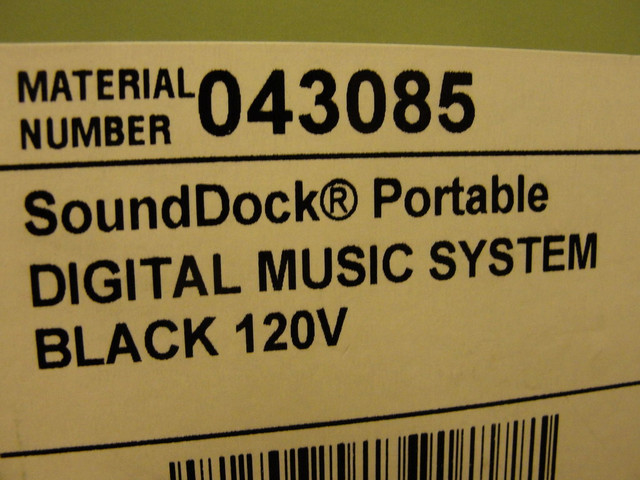 MATERIAL NUMBER 043085
SoundDock® Portable
DIGITAL MUSIC SYSTEM
BLACK 120V